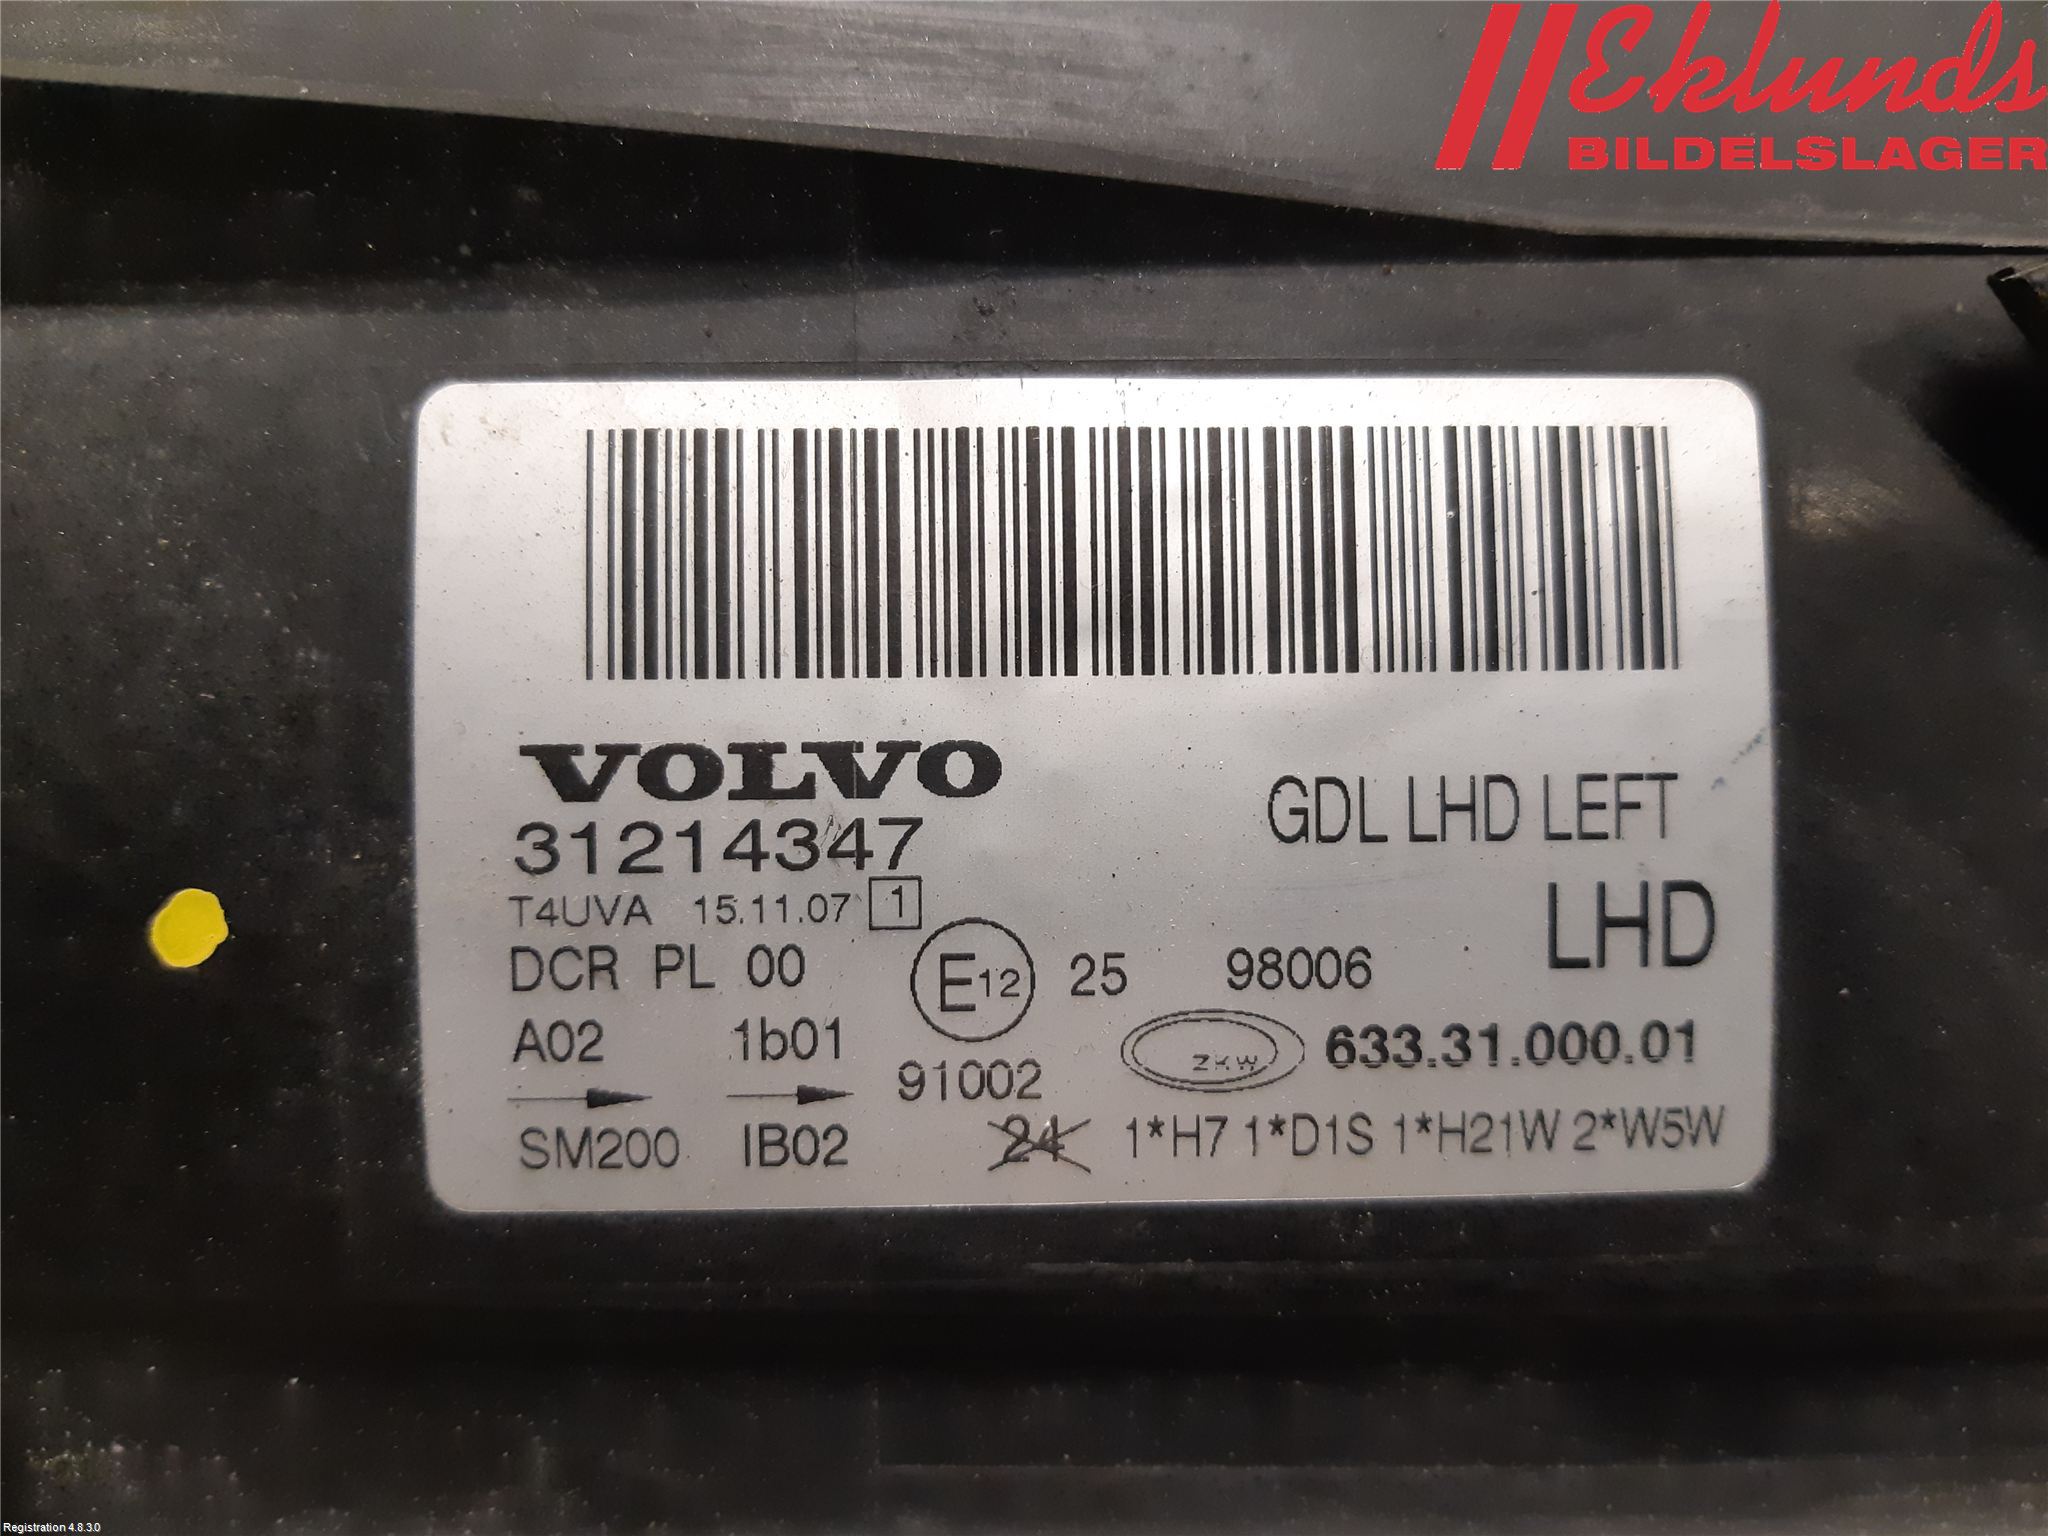 Eklunds
BILDELSLAGER
VOLVO
31214347
GDL LHD LEFT
T4UVA 15.11.07 1
LHD
DCR PL 00 E12 25 98006
A02 1b01 ZKW 633.31.000.01
91002
SM200 IB02 24 1*H7 1*D1S 1*H21W 2*W5W
Registration 4.8.3.0